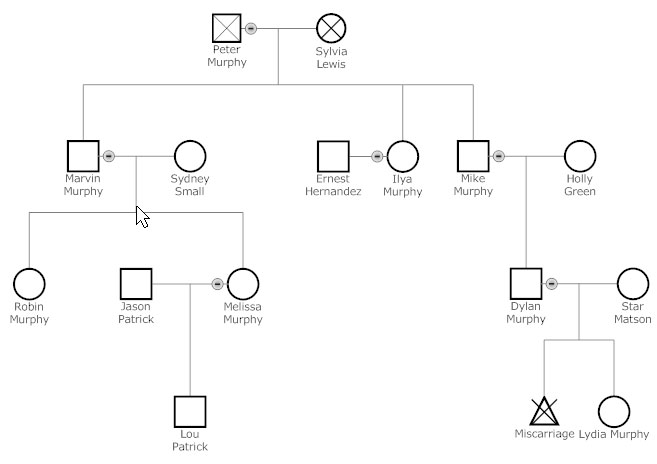 Peter
Murphy
Sylvia
Lewis
Marvin
Murphy
Sydney
Small
Ernest
Hernandez
Ilya
Murphy
Mike
Murphy
Holly
Green
Robin
Murphy
Jason
Patrick
Melissa
Murphy
Dylan
Murphy
Star
Matson
Lou
Patrick
Miscarriage
Lydia Murphy